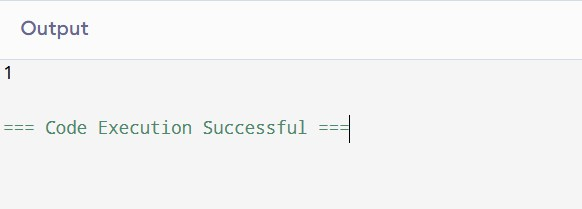 Output
1
=== Code Execution Successful ===